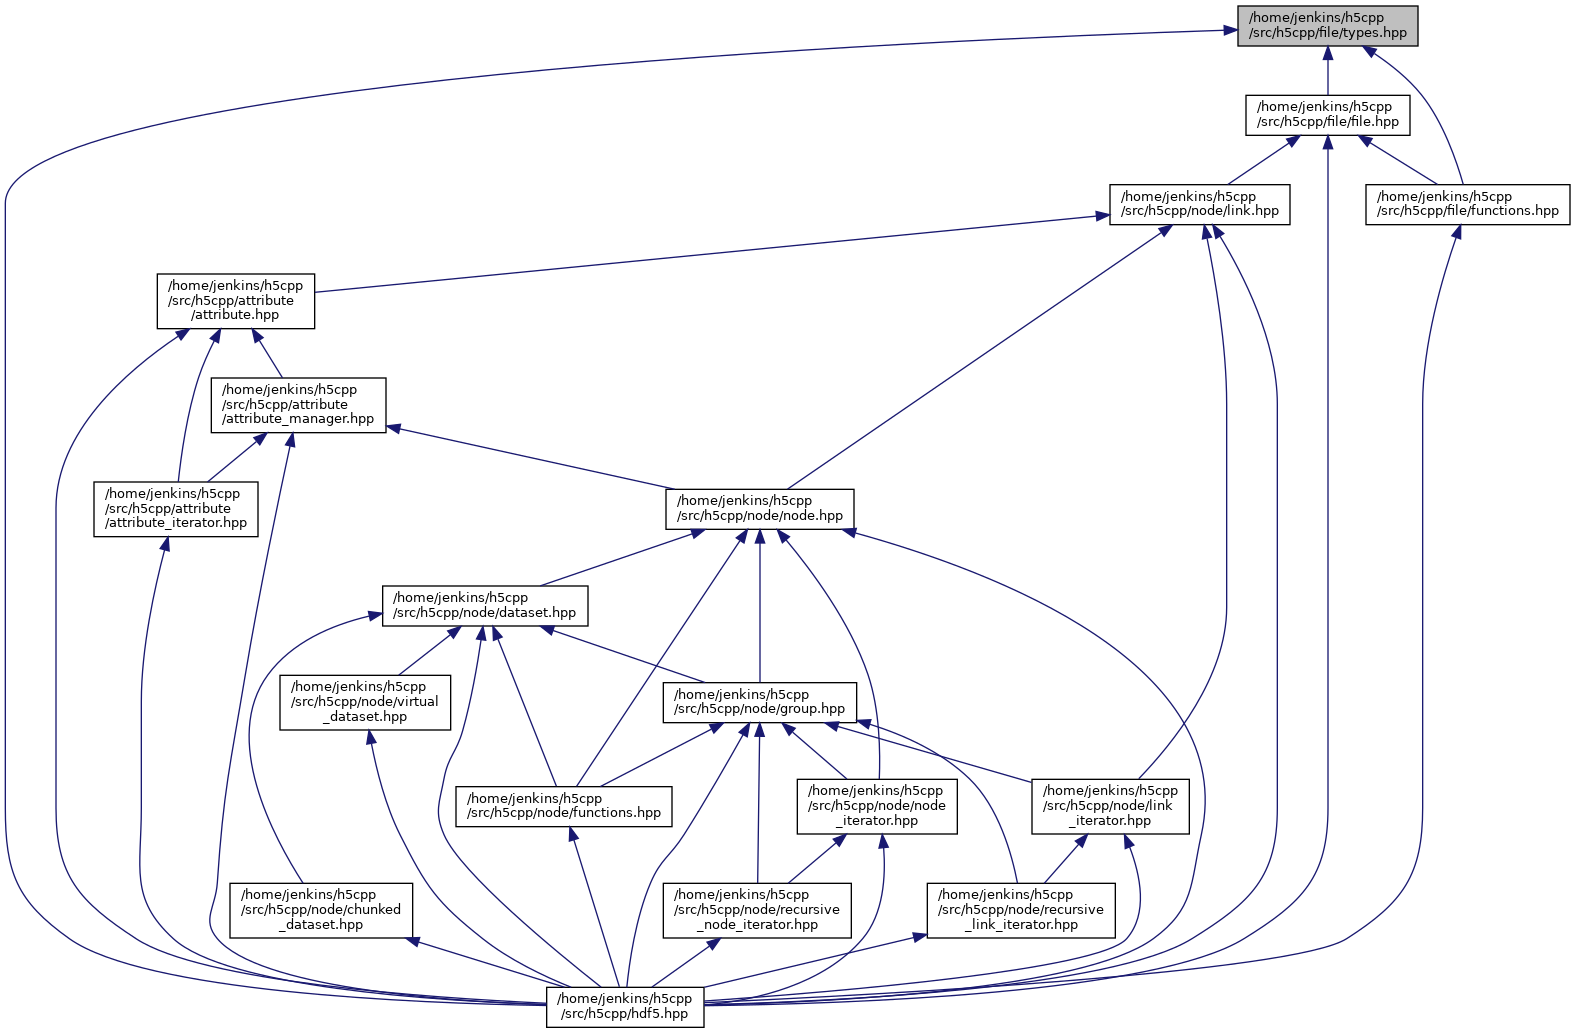 /home/jenkins/h5cpp
/src/h5cpp/file/types.hpp
/home/jenkins/h5cpp
/src/h5cpp/file/file.hpp
/home/jenkins/h5cpp
/src/h5cpp/node/link.hpp
/home/jenkins/h5cpp
/src/h5cpp/file/functions.hpp
/home/jenkins/h5cpp
/src/h5cpp/attribute
/attribute.hpp
/home/jenkins/h5cpp
/src/h5cpp/attribute
/attribute_manager.hpp
/home/jenkins/h5cpp
/src/h5cpp/attribute
/attribute_iterator.hpp
/home/jenkins/h5cpp
/src/h5cpp/node/node.hpp
/home/jenkins/h5cpp
/src/h5cpp/node/dataset.hpp
/home/jenkins/h5cpp
/src/h5cpp/node/virtual
_dataset.hpp
/home/jenkins/h5cpp
/src/h5cpp/node/group.hpp
/home/jenkins/h5cpp
/src/h5cpp/node/functions.hpp
/home/jenkins/h5cpp
/src/h5cpp/node/node
_iterator.hpp
/home/jenkins/h5cpp
/src/h5cpp/node/link
_iterator.hpp
/home/jenkins/h5cpp
/src/h5cpp/node/chunked
_dataset.hpp
/home/jenkins/h5cpp
/src/h5cpp/node/recursive
_node_iterator.hpp
/home/jenkins/h5cpp
/src/h5cpp/node/recursive
_link_iterator.hpp
/home/jenkins/h5cpp
/src/h5cpp/hdf5.hpp